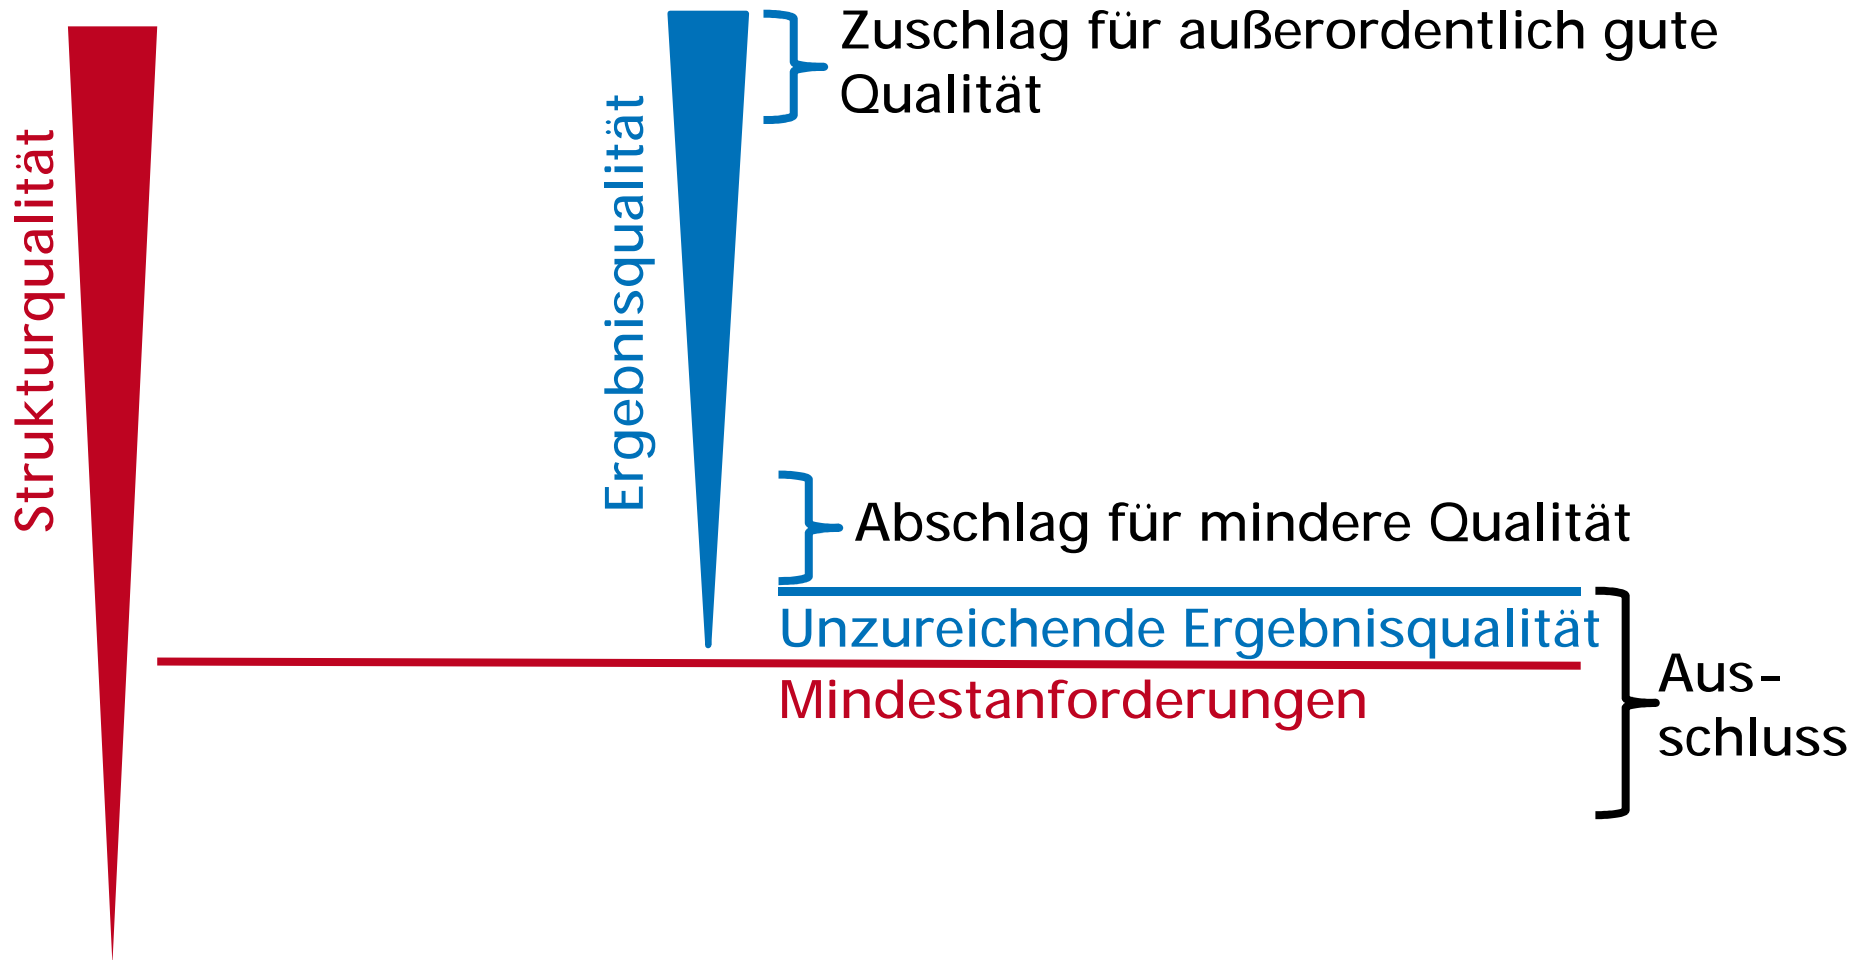 Strukturqualität
Ergebnisqualität
Zuschlag für außerordentlich gute
Qualität
Abschlag für mindere Qualität
Unzureichende Ergebnisqualität
Mindestanforderungen
Aus-
schluss